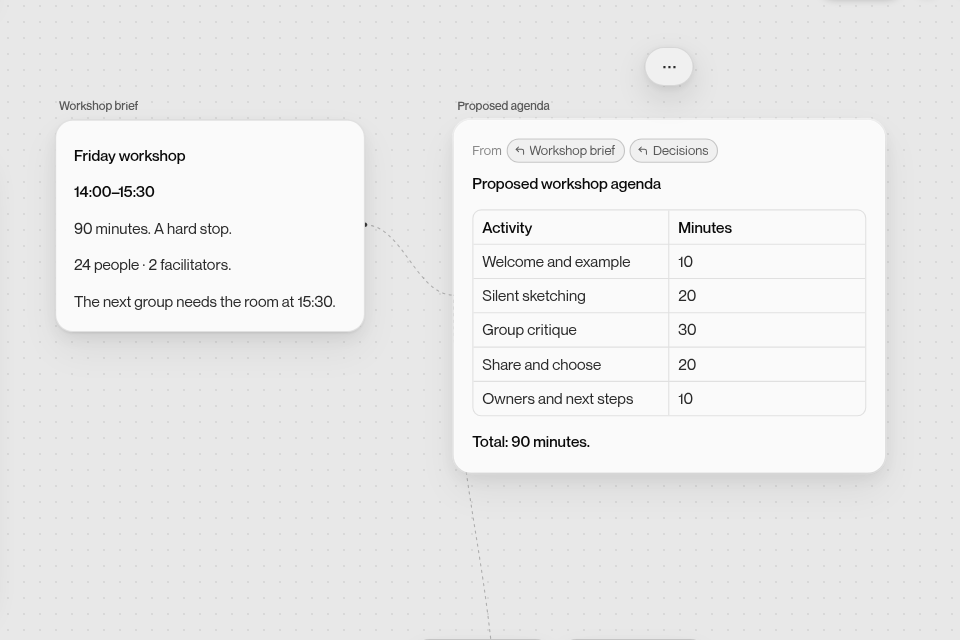 ...
Workshop brief
Friday workshop
14:00–15:30
90 minutes. A hard stop.
24 people · 2 facilitators.
The next group needs the room at 15:30.
Proposed agenda
From Workshop brief Decisions
Proposed workshop agenda
Activity Minutes
Welcome and example 10
Silent sketching 20
Group critique 30
Share and choose 20
Owners and next steps 10
Total: 90 minutes.